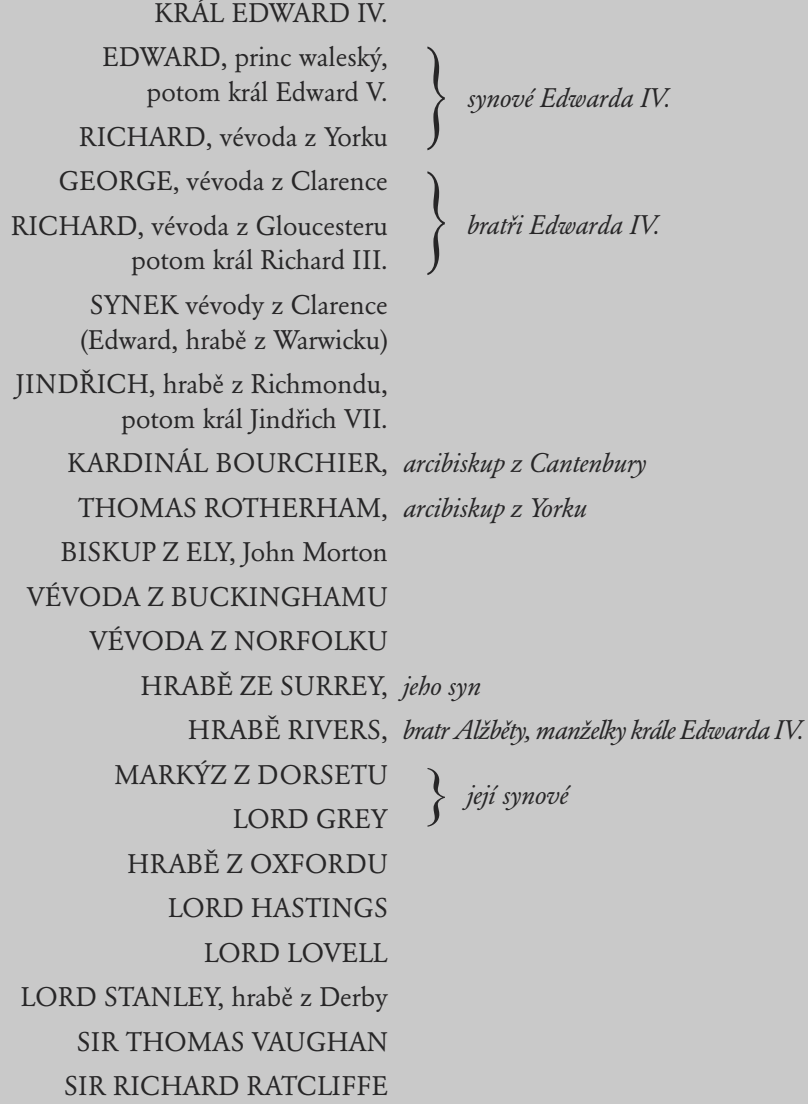 KRÁL EDWARD IV.
EDWARD, princ waleský,
potom král Edward V.
synové Edwarda IV.
RICHARD, vévoda z Yorku
GEORGE, vévoda z Clarence
RICHARD, vévoda z Gloucesteru
bratři Edwarda IV.
potom král Richard III.
SYNEK vévody z Clarence
(Edward, hrabě z Warwicku)
JINDŘICH, hrabě z Richmondu,
potom král Jindřich VII.
KARDINÁL BOURCHIER, arcibiskup z Cantenbury
THOMAS ROTHERHAM, arcibiskup z Yorku
BISKUP Z ELY, John Morton
VÉVODA Z BUCKINGHAMU
VÉVODA Z NORFOLKU
HRABĚ ZE SURREY, jeho syn
HRABĚ RIVERS, bratr Alžběty, manželky krále Edwarda IV.
MARKÝZ Z DORSETU
její synové
LORD GREY
HRABĚ Z OXFORDU
LORD HASTINGS
LORD LOVELL
LORD STANLEY, hrabě z Derby
SIR THOMAS VAUGHAN
SIR RICHARD RATCLIFFE